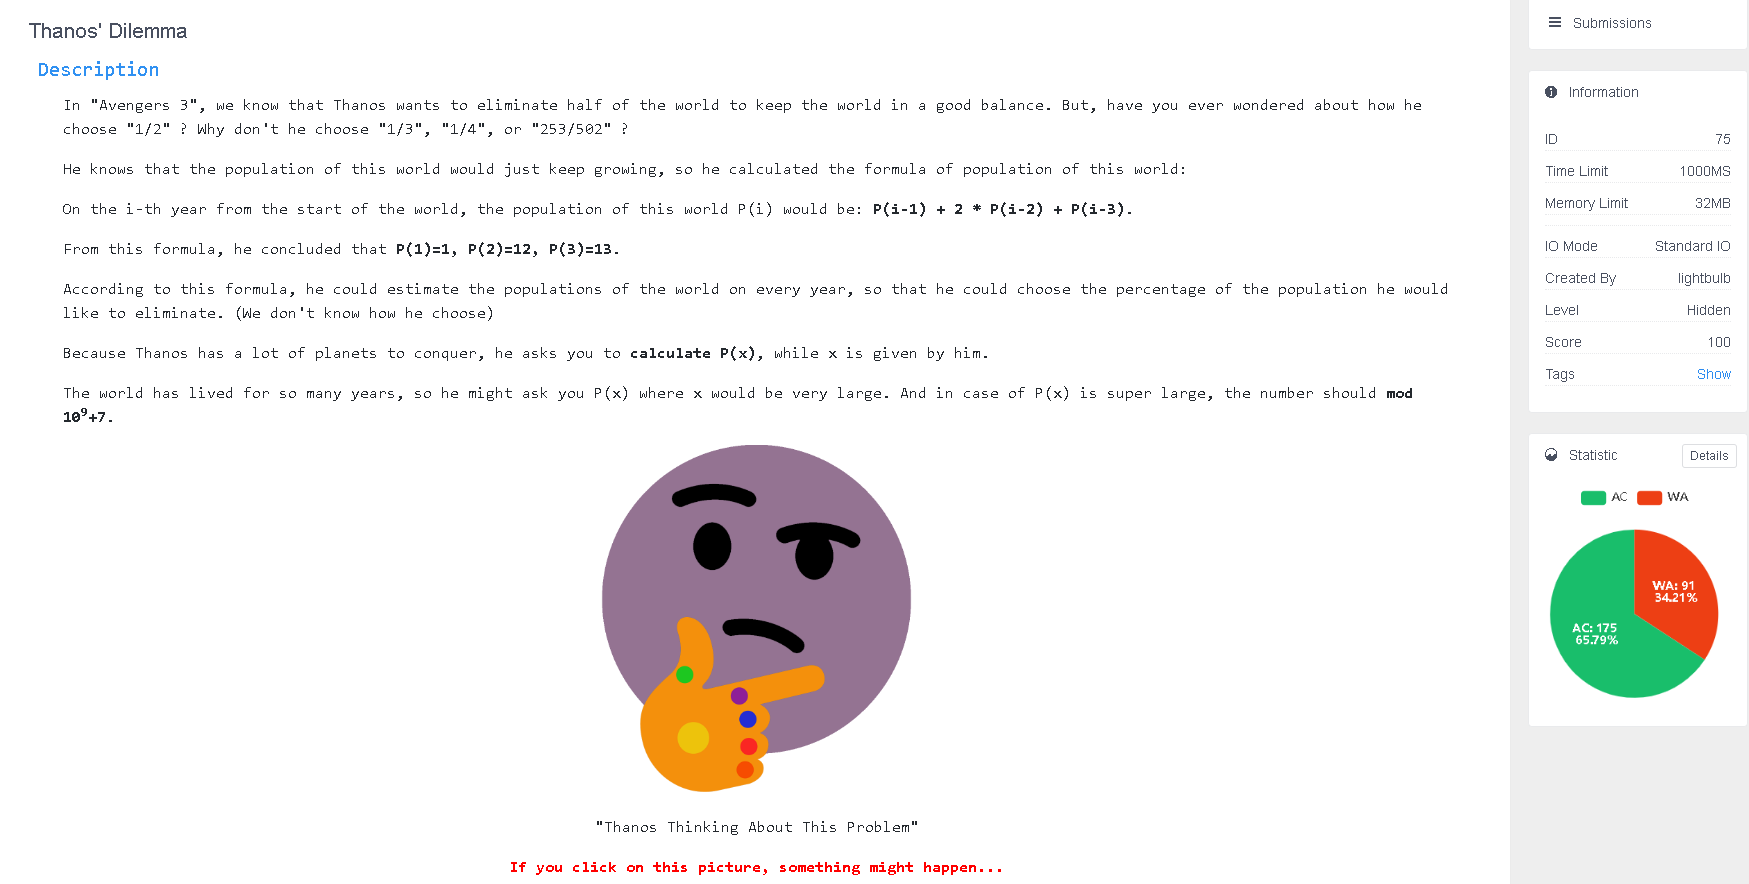 Thanos' Dilemma
Description
In "Avengers 3", we know that Thanos wants to eliminate half of the world to keep the world in a good balance. But, have you ever wondered about how he
choose "1/2" ? Why don't he choose "1/3", "1/4", or "253/502" ?
He knows that the population of this world would just keep growing, so he calculated the formula of population of this world:
On the i-th year from the start of the world, the population of this world P(i) would be: P(i-1) + 2 * P(i-2) + P(i-3).
From this formula, he concluded that P(1)=1, P(2)=12, P(3)=13.
According to this formula, he could estimate the populations of the world on every year, so that he could choose the percentage of the population he would
like to eliminate. (We don't know how he choose)
Because Thanos has a lot of planets to conquer, he asks you to calculate P(x), while x is given by him.
The world has lived for so many years, so he might ask you P(x) where x would be very large. And in case of P(x) is super large, the number should mod
10⁹+7.
"Thanos Thinking About This Problem"
If you click on this picture, something might happen...
Submissions
Information
ID 75
Time Limit 1000MS
Memory Limit 32MB
IO Mode Standard IO
Created By lightbulb
Level Hidden
Score 100
Tags Show
Statistic Details
AC WA
WA: 91
34.21%
AC: 175
65.79%